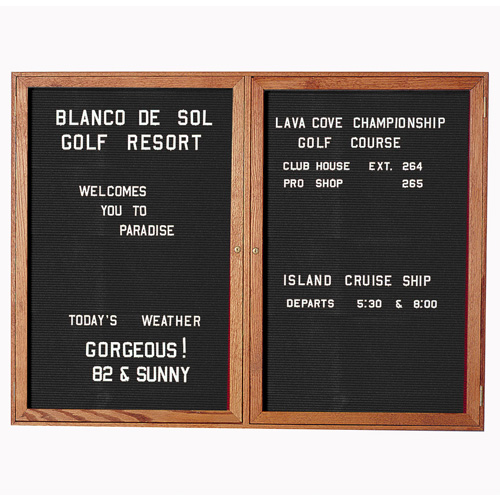 BLANCO DE SOL
GOLF RESORT
WELCOMES
YOU TO
PARADISE
TODAY'S WEATHER
GORGEOUS!
82 & SUNNY
LAVA COVE CHAMPIONSHIP
GOLF COURSE
CLUB HOUSE EXT. 264
PRO SHOP 265
ISLAND CRUISE SHIP
DEPARTS 5:30 & 8:00